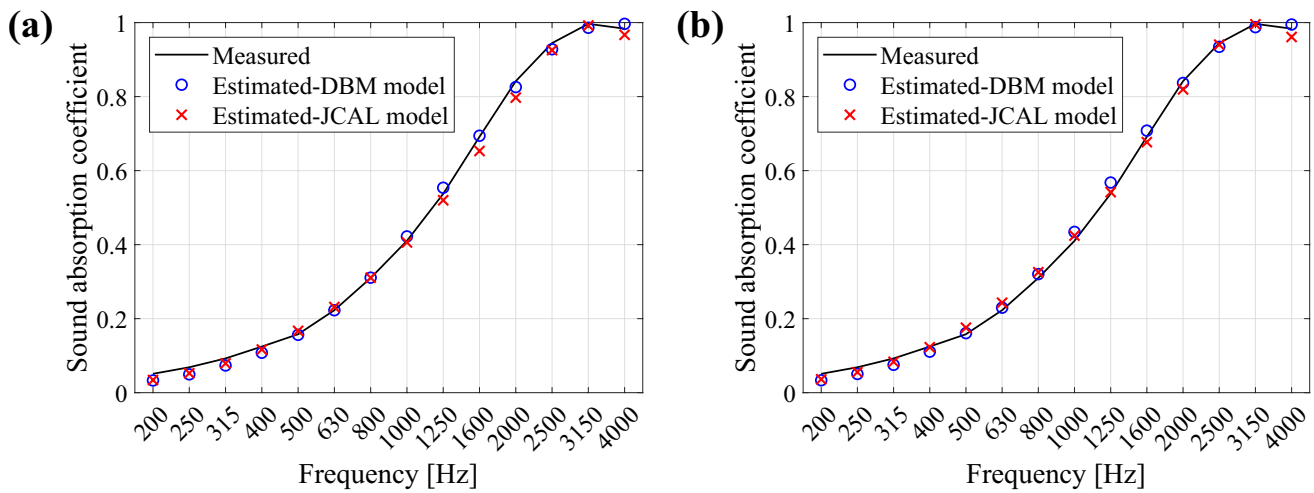 (a)
Sound absorption coefficient
1
0.8
0.6
0.4
0.2
0
Measured
Estimated-DBM model
Estimated-JCAL model
200 250 315 400 500 630 800 1000 1250 1600 2000 2500 3150 4000
Frequency [Hz]
(b)
Sound absorption coefficient
1
0.8
0.6
0.4
0.2
0
Measured
Estimated-DBM model
Estimated-JCAL model
200 250 315 400 500 630 800 1000 1250 1600 2000 2500 3150 4000
Frequency [Hz]